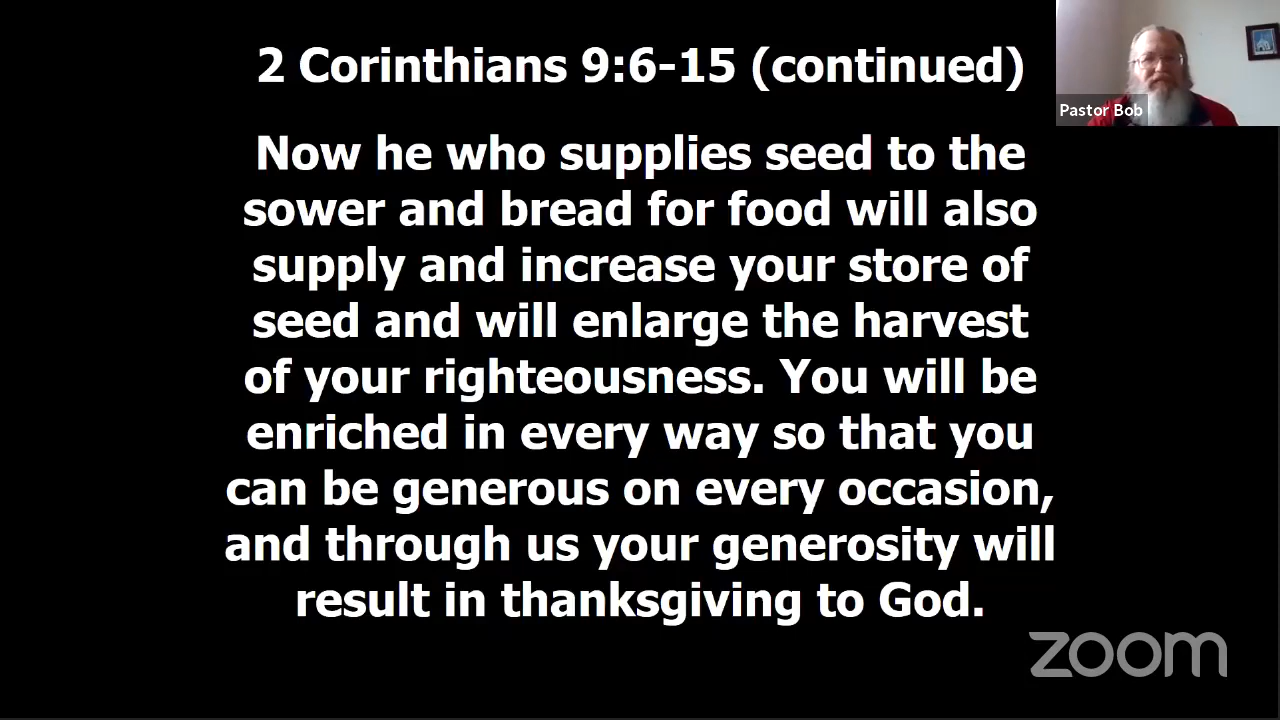 2 Corinthians 9:6-15 (continued)
Pastor Bob
Now he who supplies seed to the
sower and bread for food will also
supply and increase your store of
seed and will enlarge the harvest
of your righteousness. You will be
enriched in every way so that you
can be generous on every occasion,
and through us your generosity will
result in thanksgiving to God.
zoom